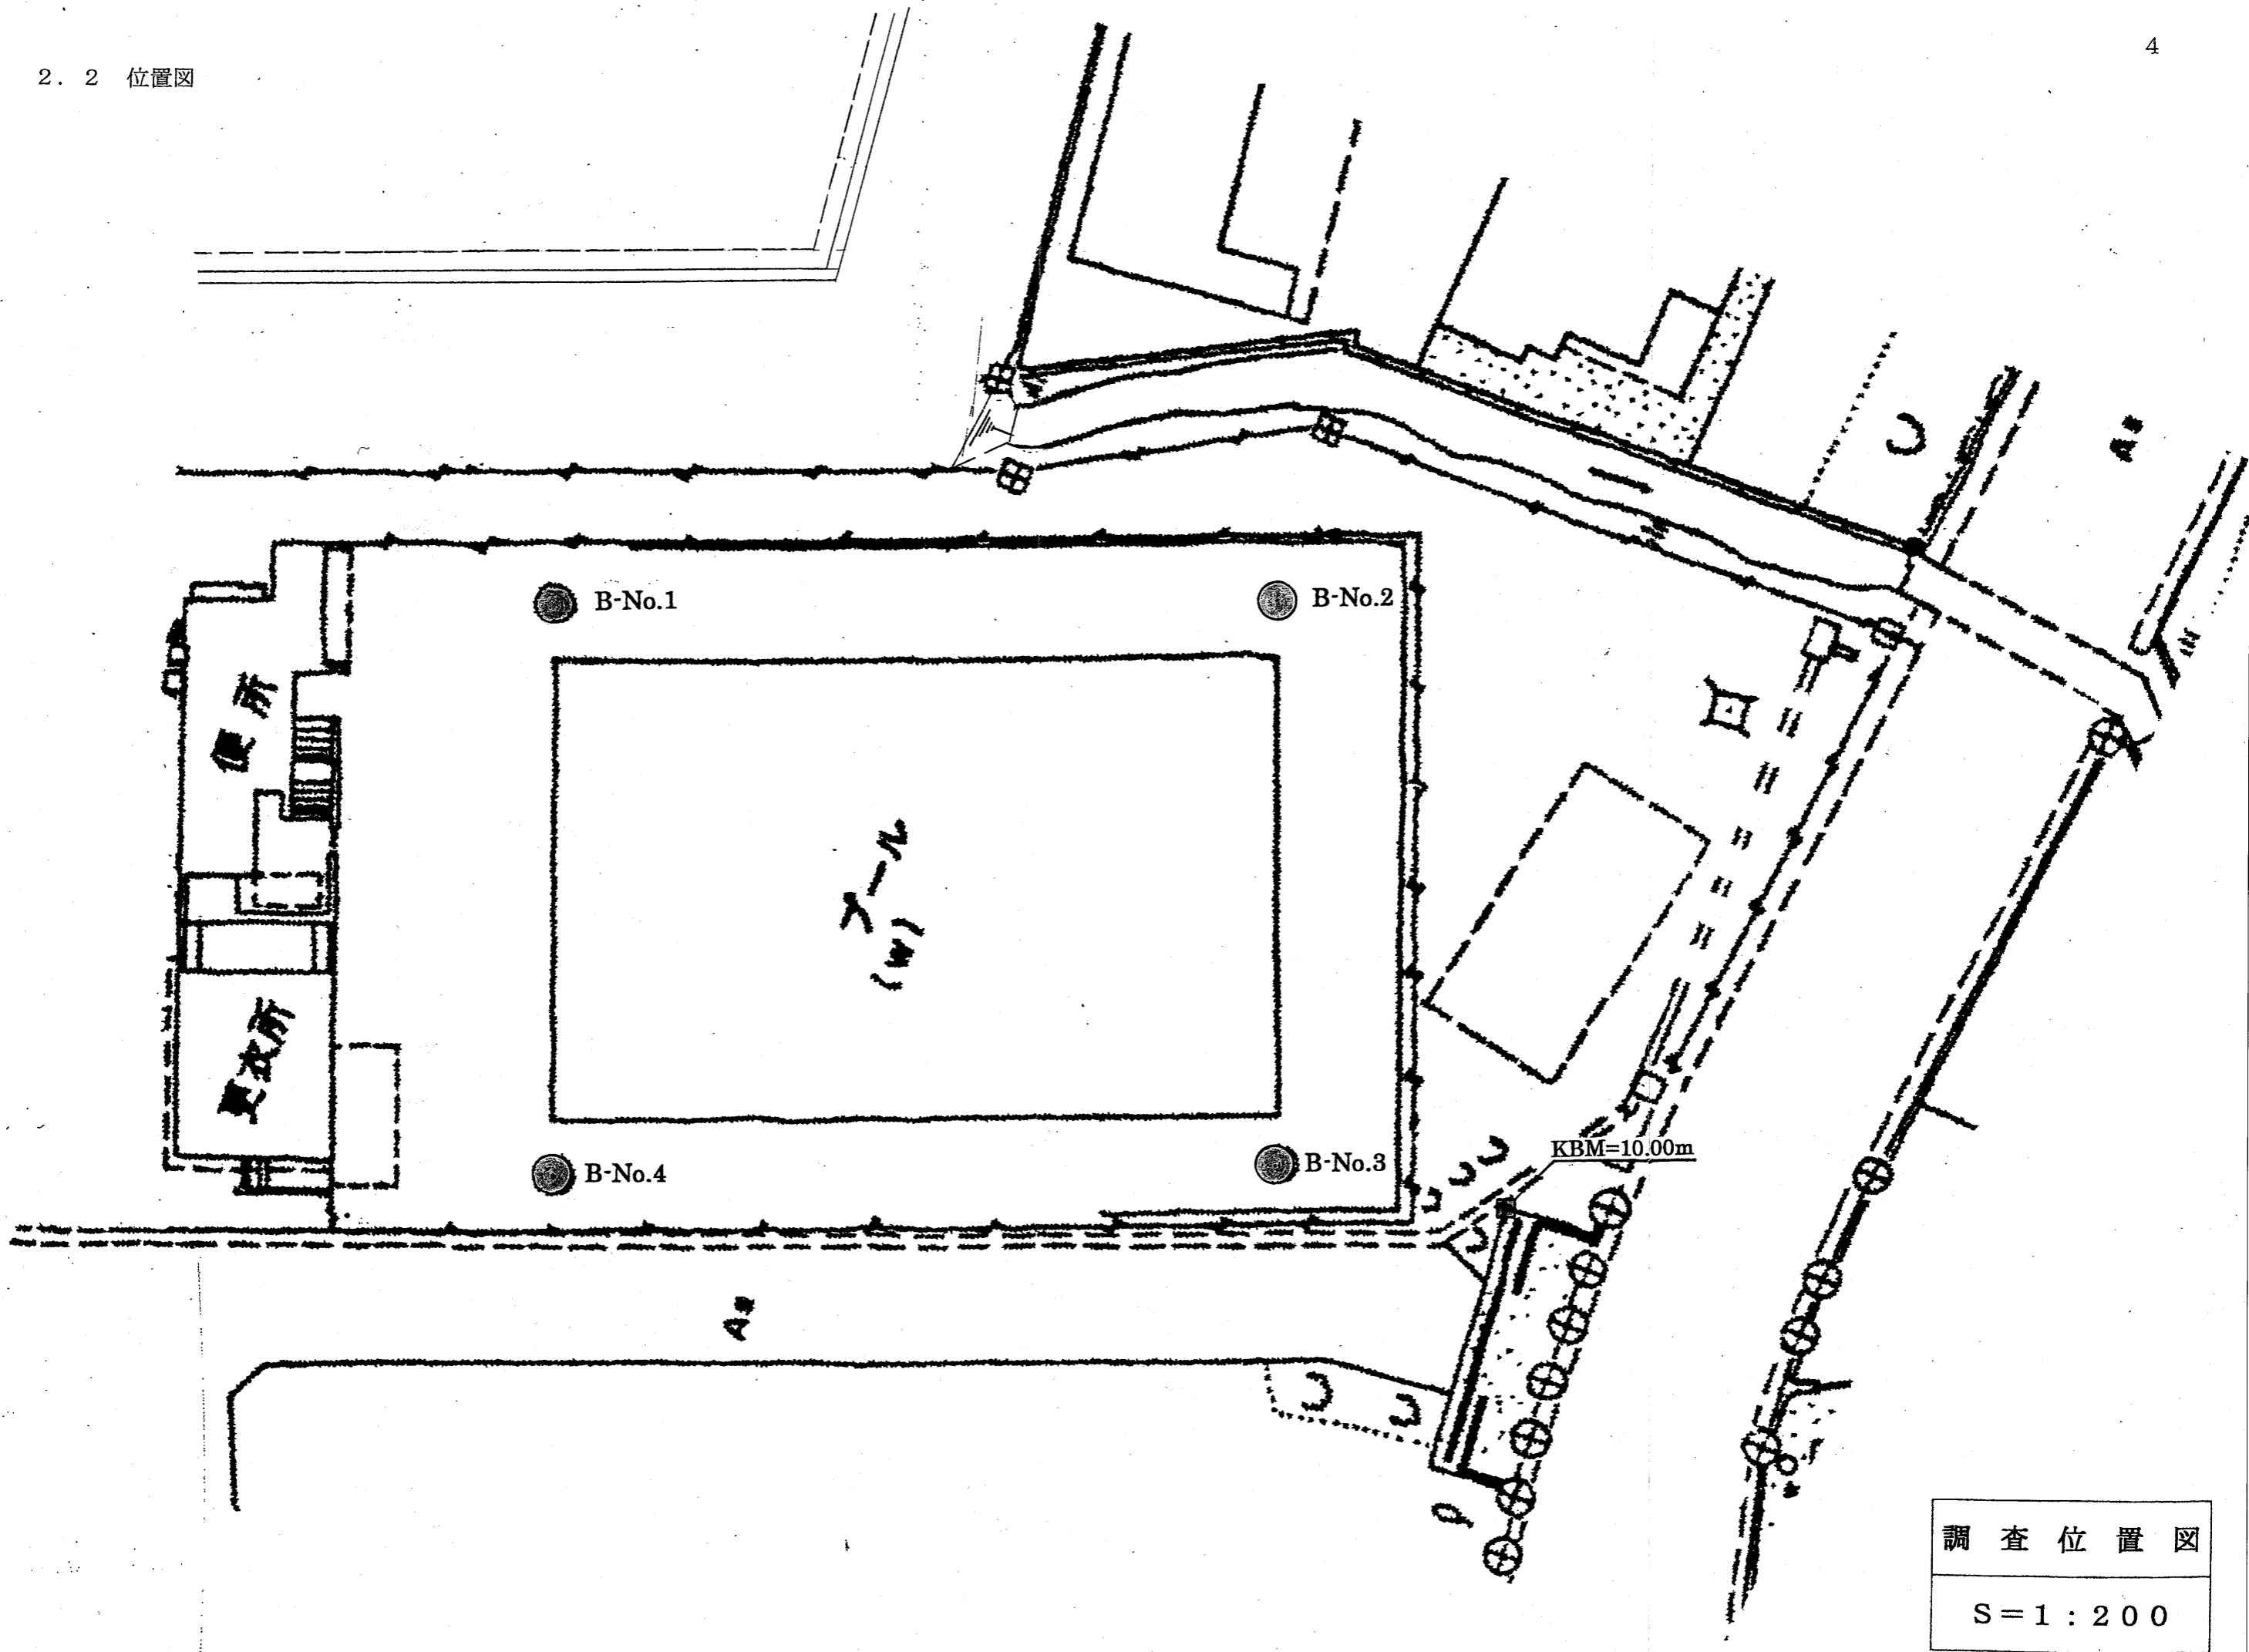 4
２．２　位置図
As
B-No.1
B-No.2
便所
プール
(W)
更衣所
KBM=10.00m
B-No.3
B-No.4
As
調査位置図
S＝１：２００